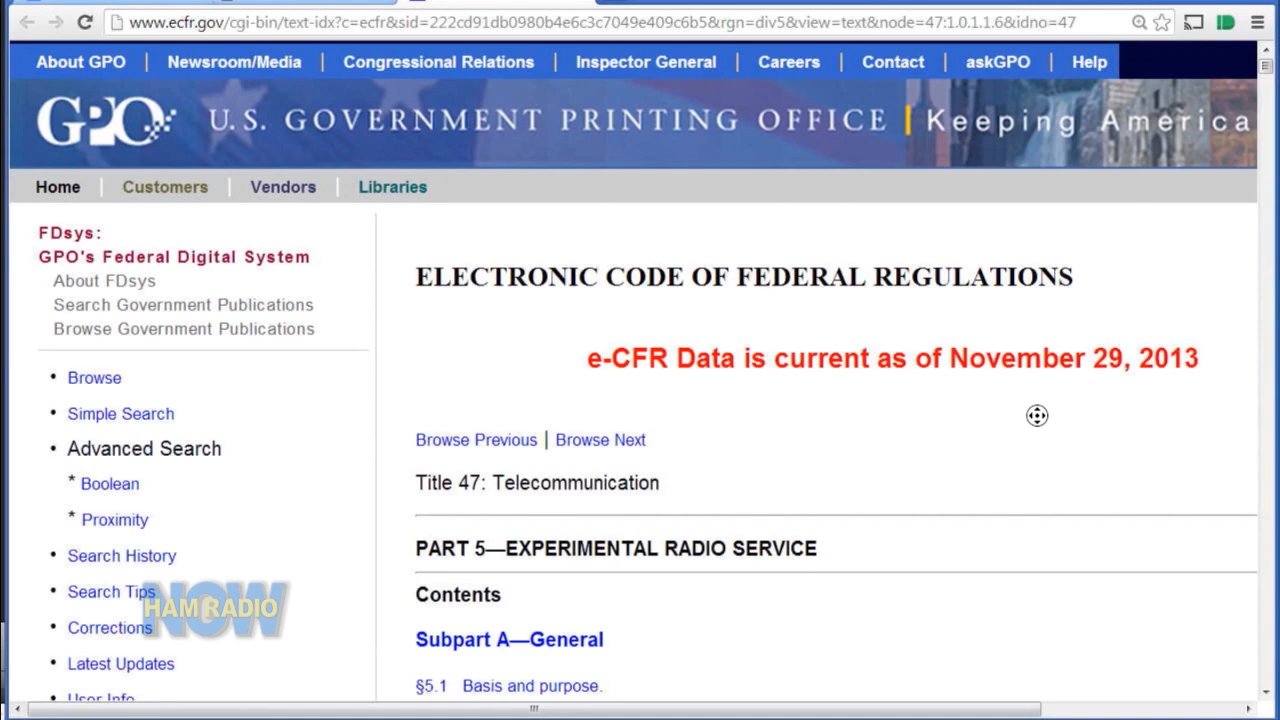 www.ecfr.gov/cgi-bin/text-idx?c=ecfr&sid=222cd91db0980b4e6c3c7049e409c6b5&rgn=div5&view=text&node=47:1.0.1.1.6&idno=47
About GPO | Newsroom/Media | Congressional Relations | Inspector General | Careers | Contact | askGPO | Help
GPO U.S. GOVERNMENT PRINTING OFFICE | Keeping America
Home | Customers | Vendors | Libraries
FDsys:
GPO's Federal Digital System
About FDsys
Search Government Publications
Browse Government Publications
• Browse
• Simple Search
• Advanced Search
* Boolean
* Proximity
• Search History
• Search Tips
• Corrections
• Latest Updates
• User Info
HAM RADIO NOW
ELECTRONIC CODE OF FEDERAL REGULATIONS
e-CFR Data is current as of November 29, 2013
Browse Previous | Browse Next
Title 47: Telecommunication
PART 5—EXPERIMENTAL RADIO SERVICE
Contents
Subpart A—General
§5.1 Basis and purpose.